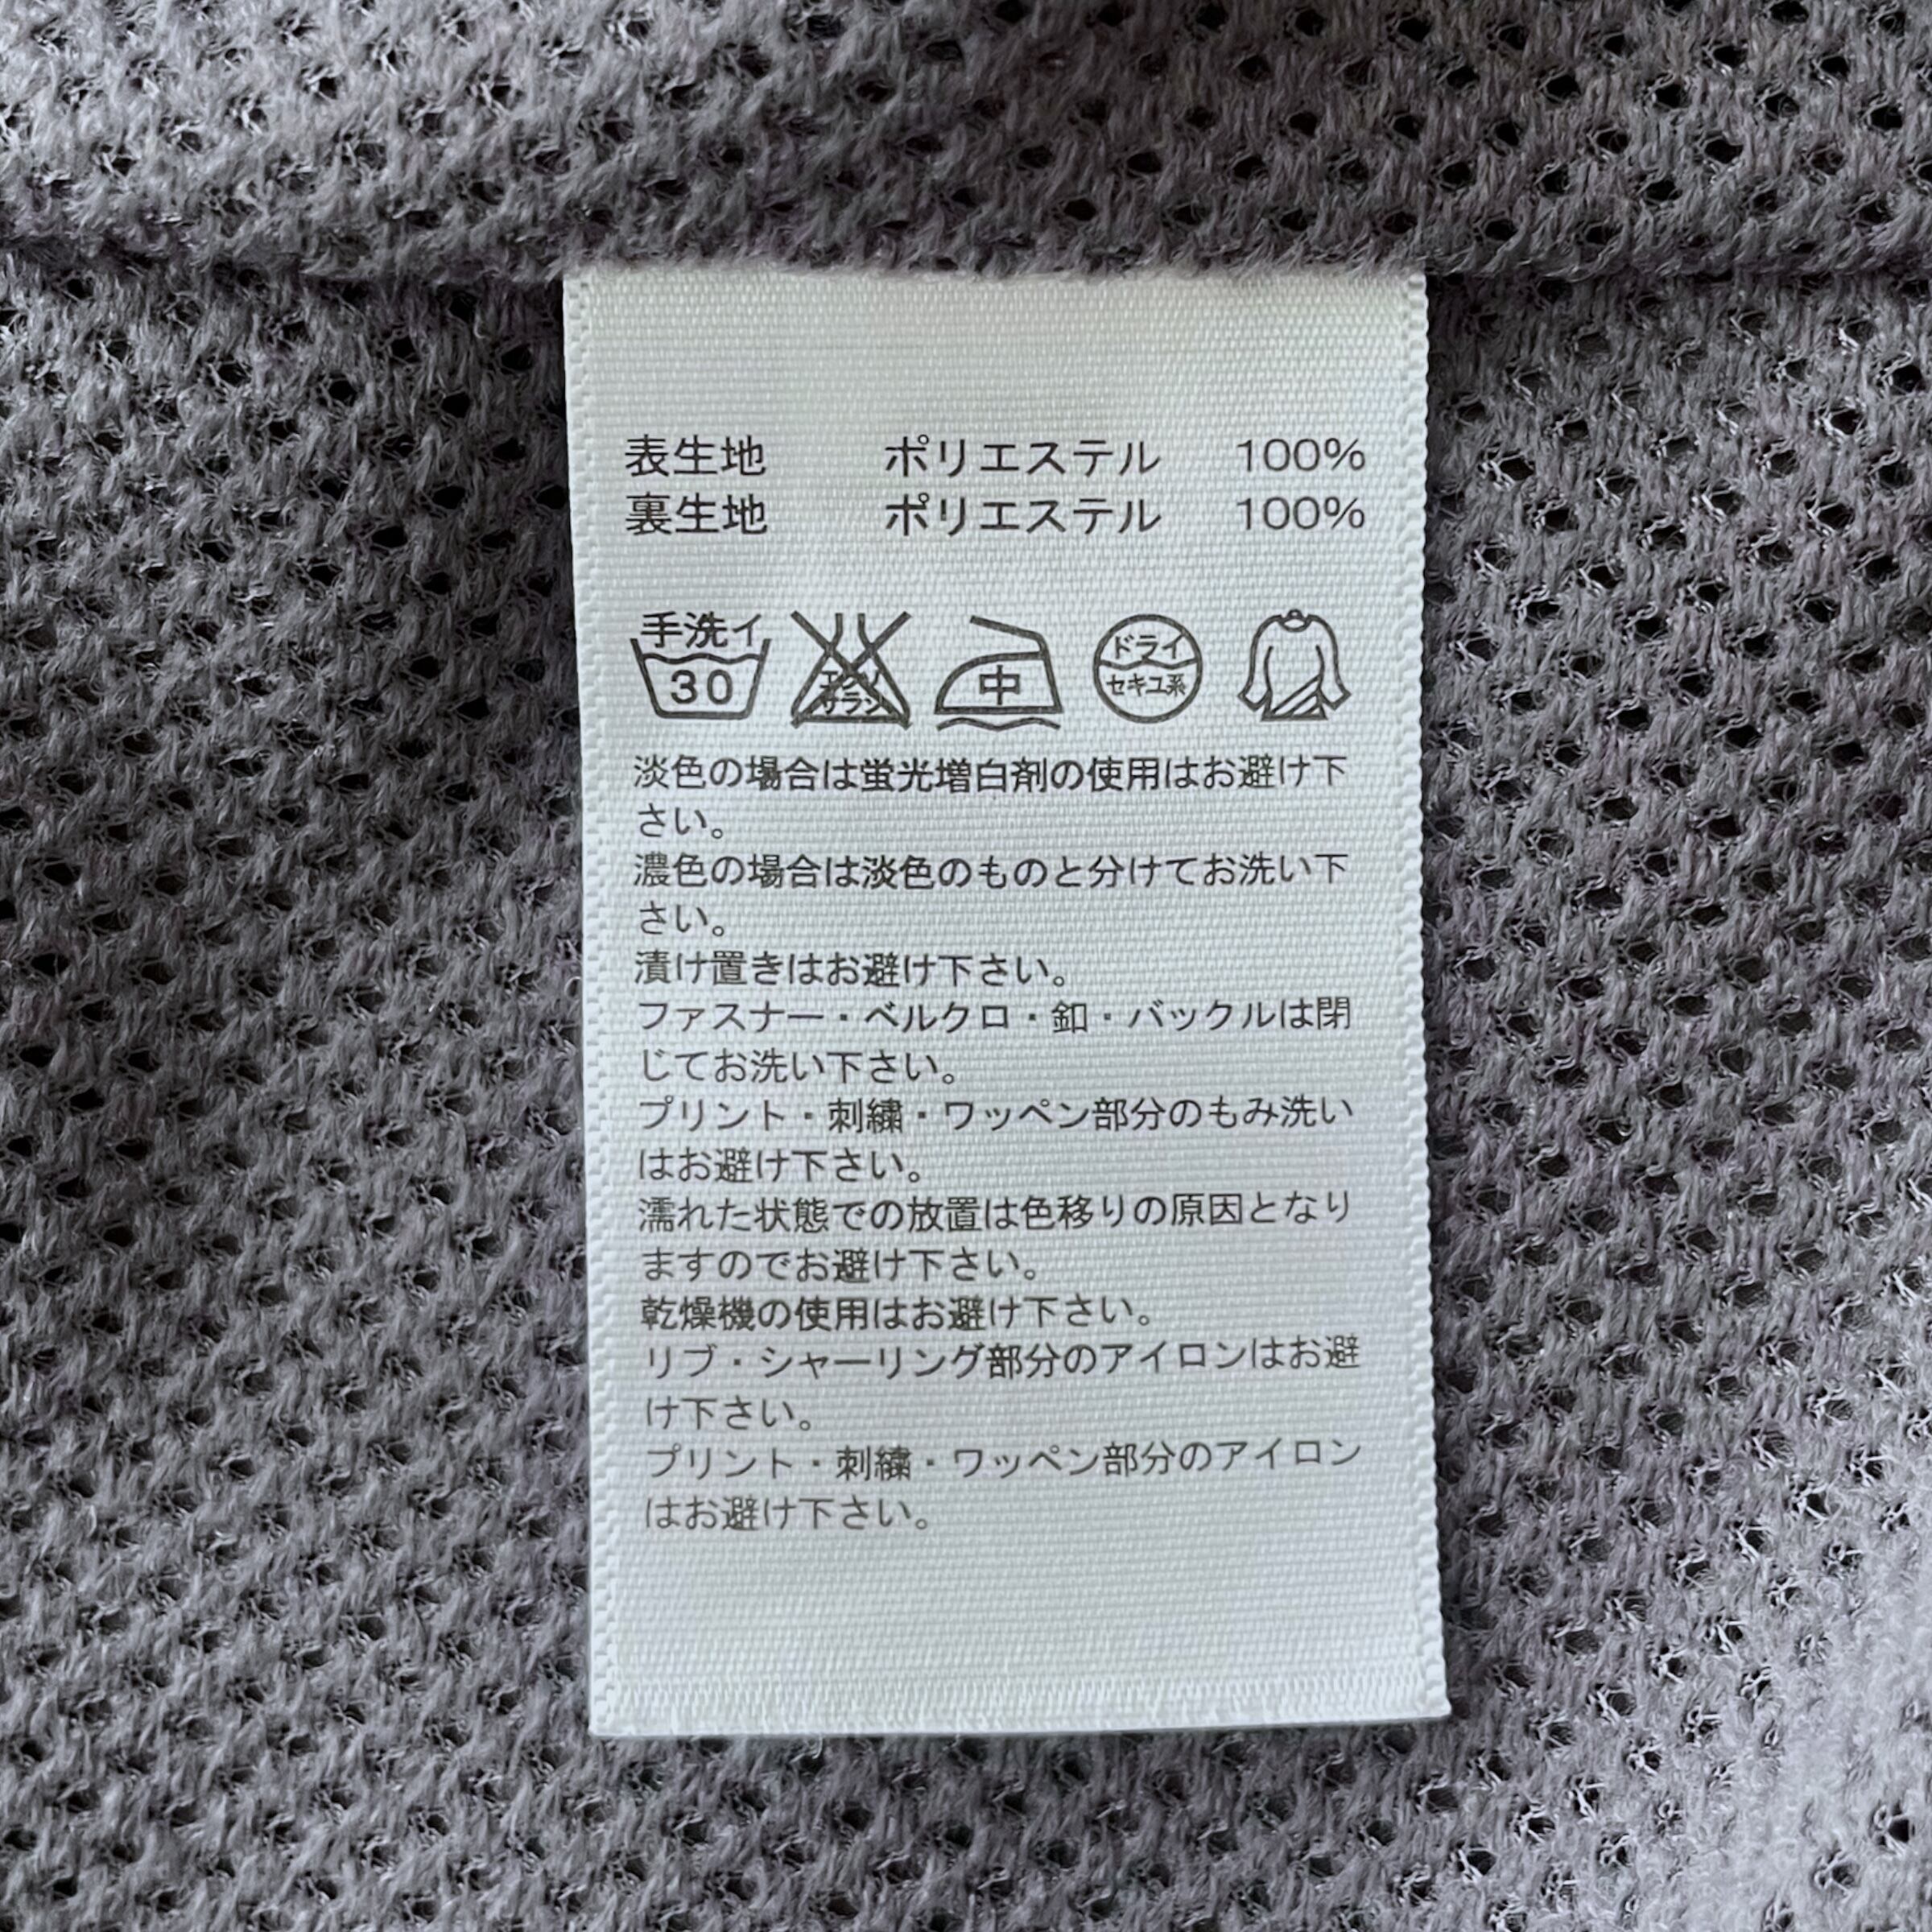 表生地 ポリエステル 100%
裏生地 ポリエステル 100%
手洗イ 30 エンソサラシ 中 ドライ セキユ系
淡色の場合は蛍光増白剤の使用はお避け下
さい。
濃色の場合は淡色のものと分けてお洗い下
さい。
漬け置きはお避け下さい。
ファスナー・ベルクロ・釦・バックルは閉
じてお洗い下さい。
プリント・刺繍・ワッペン部分のもみ洗い
はお避け下さい。
濡れた状態での放置は色移りの原因となり
ますのでお避け下さい。
乾燥機の使用はお避け下さい。
リブ・シャーリング部分のアイロンはお避
け下さい。
プリント・刺繍・ワッペン部分のアイロン
はお避け下さい。